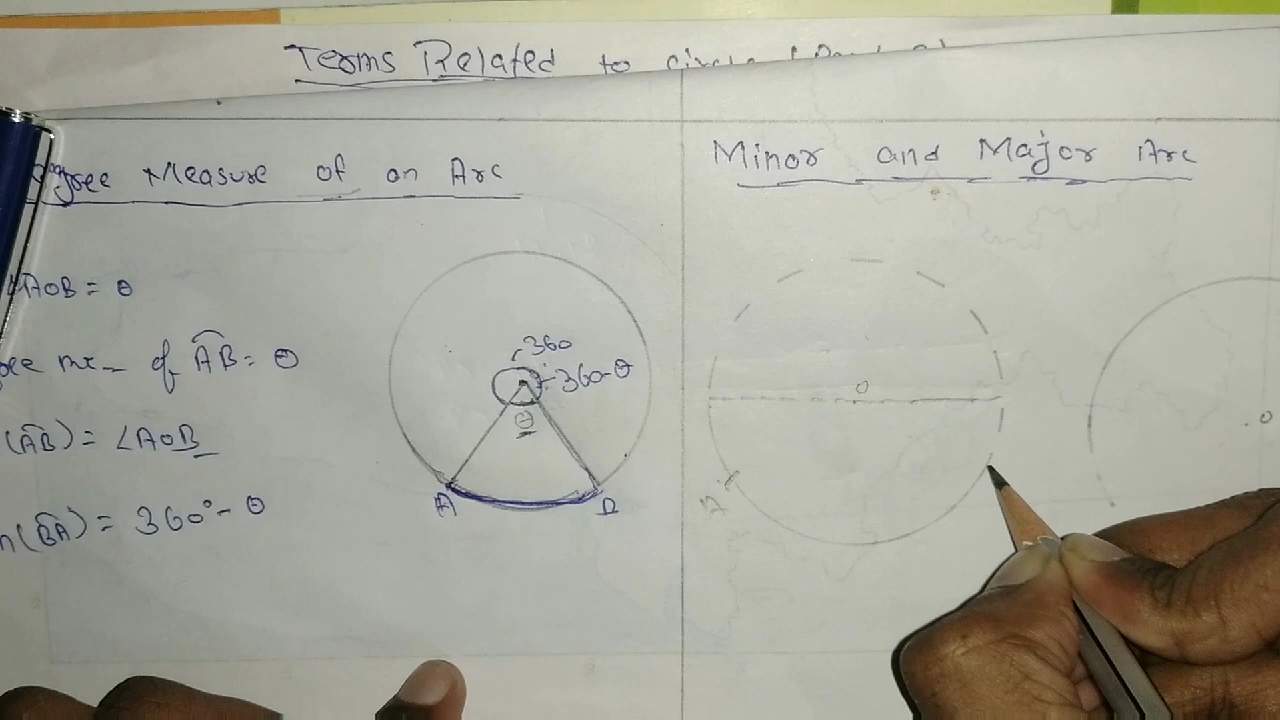 Terms Related to Circle
Degree Measure of an Arc
∠AOB = θ
of AB = θ
(AB) = ∠AOB
m(BA) = 360° - θ
360
360-θ
θ
A
B
Minor and Major Arc
O
A
O